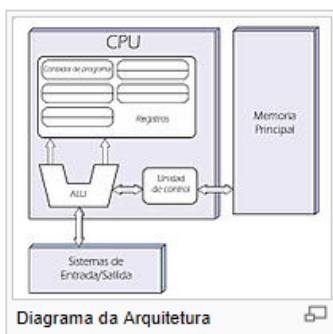 CPU
Contador de programa
Registros
ALU
Unidad
de control
Memoria
Principal
Sistemas de
Entrada/Salida
Diagrama da Arquitetura